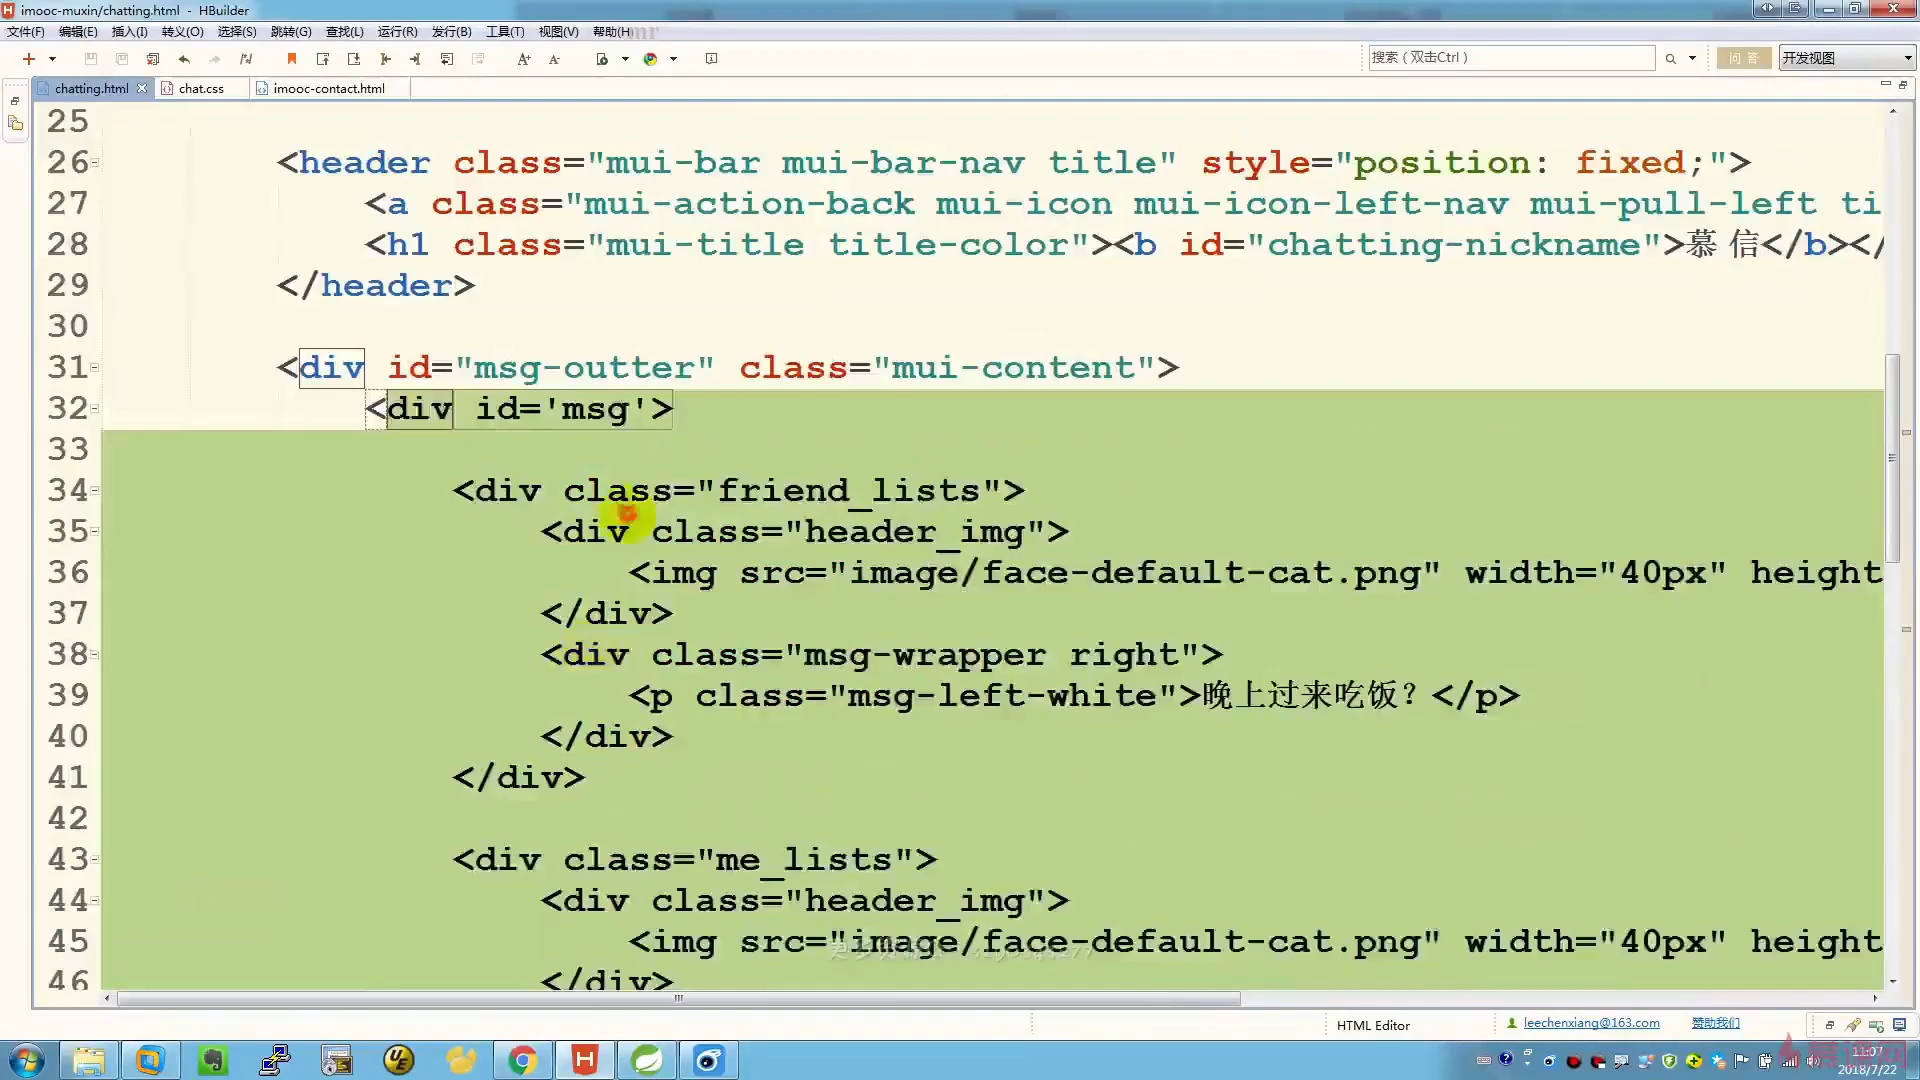 imooc-muxin/chatting.html - HBuilder
文件(F) 编辑(E) 插入(I) 转义(O) 选择(S) 跳转(G) 查找(L) 运行(R) 发行(B) 工具(T) 视图(V) 帮助(H)
搜索（双击Ctrl） 问答 开发视图
chatting.html chat.css imooc-contact.html
25
26 <header class="mui-bar mui-bar-nav title" style="position: fixed;">
27 <a class="mui-action-back mui-icon mui-icon-left-nav mui-pull-left ti
28 <h1 class="mui-title title-color"><b id="chatting-nickname">慕信</b></
29 </header>
30
31 <div id="msg-outter" class="mui-content">
32 <div id='msg'>
33
34 <div class="friend_lists">
35 <div class="header_img">
36 <img src="image/face-default-cat.png" width="40px" height
37 </div>
38 <div class="msg-wrapper right">
39 <p class="msg-left-white">晚上过来吃饭？</p>
40 </div>
41 </div>
42
43 <div class="me_lists">
44 <div class="header_img">
45 <img src="image/face-default-cat.png" width="40px" height
46 </div>
HTML Editor leechenxiang@163.com 赞助我们
11:07
2018/7/22